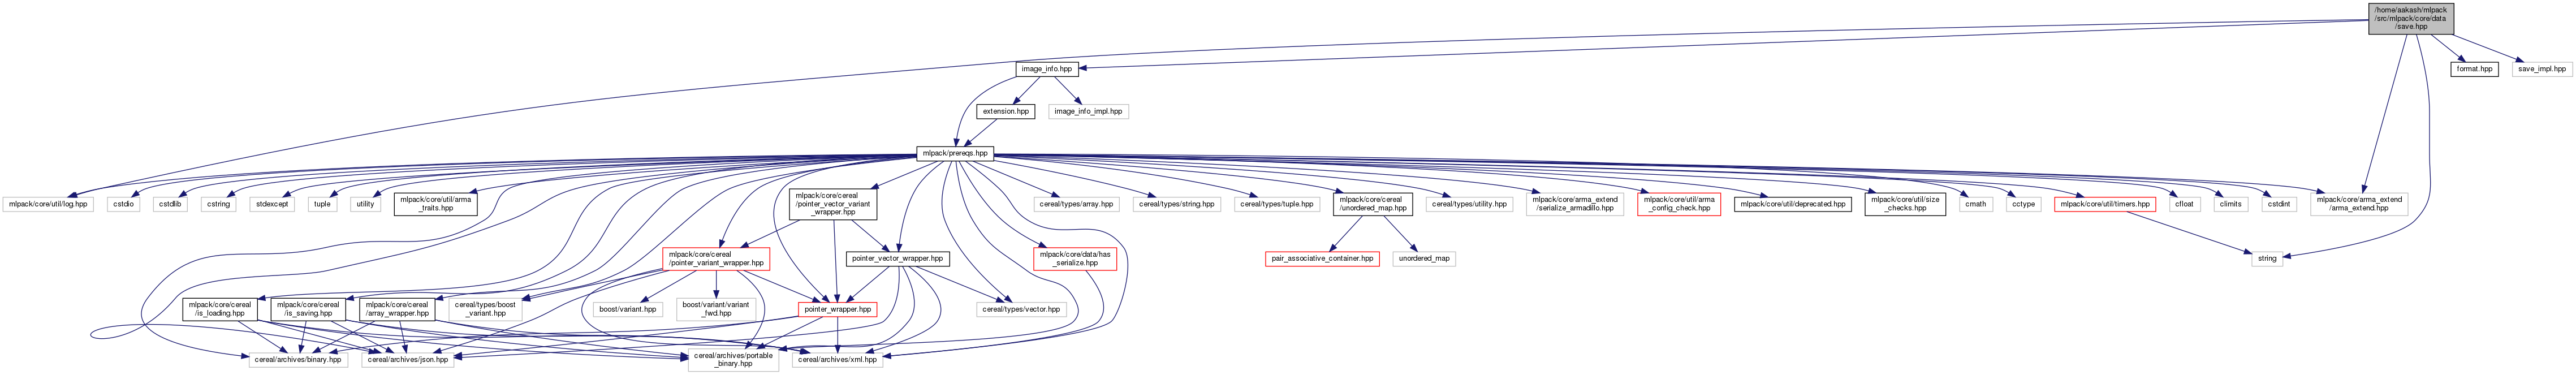 /home/aakash/mlpack
/src/mlpack/core/data
/save.hpp
image_info.hpp
format.hpp
save_impl.hpp
extension.hpp
image_info_impl.hpp
mlpack/prereqs.hpp
mlpack/core/util/log.hpp
cstdio
cstdlib
cstring
stdexcept
tuple
utility
mlpack/core/util/arma
_traits.hpp
mlpack/core/cereal
/pointer_vector_variant
_wrapper.hpp
cereal/types/array.hpp
cereal/types/string.hpp
cereal/types/tuple.hpp
mlpack/core/cereal
/unordered_map.hpp
cereal/types/utility.hpp
mlpack/core/arma_extend
/serialize_armadillo.hpp
mlpack/core/util/arma
_config_check.hpp
mlpack/core/util/deprecated.hpp
mlpack/core/util/size
_checks.hpp
cmath
cctype
mlpack/core/util/timers.hpp
cfloat
climits
cstdint
mlpack/core/arma_extend
/arma_extend.hpp
mlpack/core/cereal
/pointer_variant_wrapper.hpp
pointer_vector_wrapper.hpp
mlpack/core/data/has
_serialize.hpp
pair_associative_container.hpp
unordered_map
string
mlpack/core/cereal
/is_loading.hpp
mlpack/core/cereal
/is_saving.hpp
mlpack/core/cereal
/array_wrapper.hpp
cereal/types/boost
_variant.hpp
boost/variant.hpp
boost/variant/variant
_fwd.hpp
pointer_wrapper.hpp
cereal/types/vector.hpp
cereal/archives/binary.hpp
cereal/archives/json.hpp
cereal/archives/portable
_binary.hpp
cereal/archives/xml.hpp